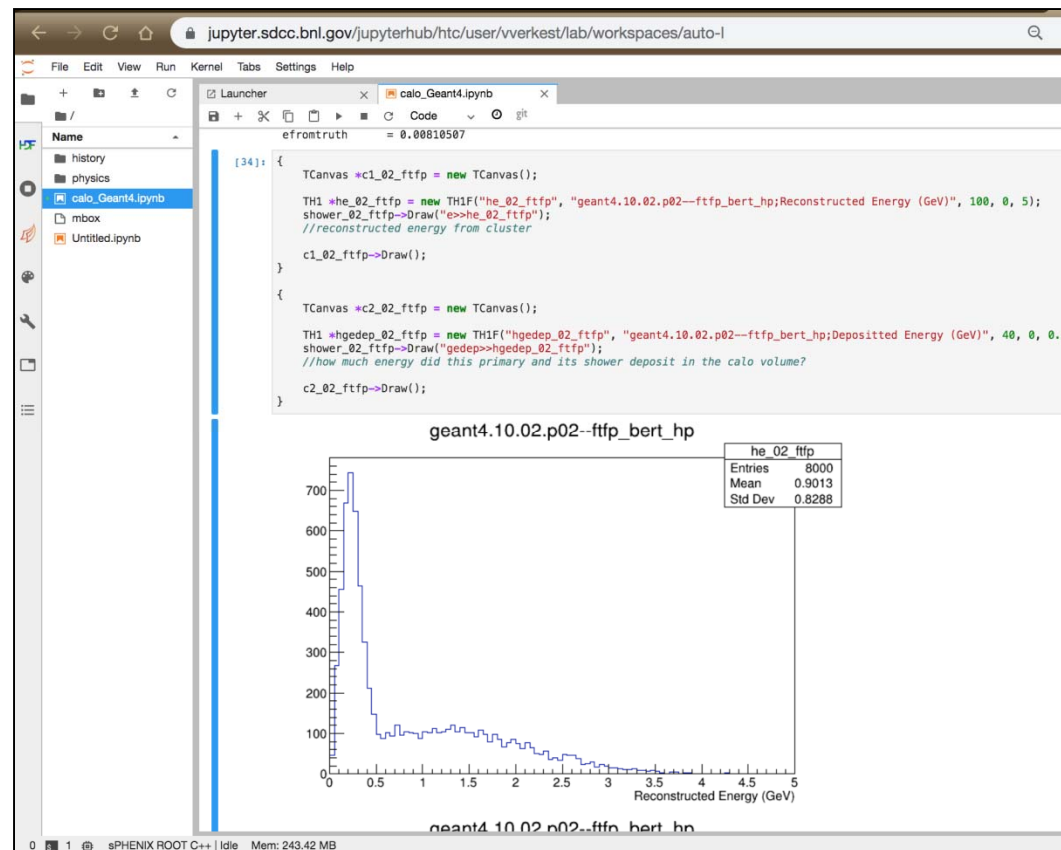 jupyter.sdcc.bnl.gov/jupyterhub/htc/user/vverkest/lab/workspaces/auto-l
File Edit View Run Kernel Tabs Settings Help
Launcher
calo_Geant4.ipynb
Code
git
/
Name
history
physics
calo_Geant4.ipynb
mbox
Untitled.ipynb
efromtruth = 0.00810507
[34]: {
TCanvas *c1_02_ftfp = new TCanvas();
TH1 *he_02_ftfp = new TH1F("he_02_ftfp", "geant4.10.02.p02--ftfp_bert_hp;Reconstructed Energy (GeV)", 100, 0, 5);
shower_02_ftfp->Draw("e>>he_02_ftfp");
//reconstructed energy from cluster
c1_02_ftfp->Draw();
}
{
TCanvas *c2_02_ftfp = new TCanvas();
TH1 *hgedep_02_ftfp = new TH1F("hgedep_02_ftfp", "geant4.10.02.p02--ftfp_bert_hp;Depositted Energy (GeV)", 40, 0, 0.
shower_02_ftfp->Draw("gedep>>hgedep_02_ftfp");
//how much energy did this primary and its shower deposit in the calo volume?
c2_02_ftfp->Draw();
}
geant4.10.02.p02--ftfp_bert_hp
he_02_ftfp
Entries 8000
Mean 0.9013
Std Dev 0.8288
700
600
500
400
300
200
100
0
0 0.5 1 1.5 2 2.5 3 3.5 4 4.5 5
Reconstructed Energy (GeV)
geant4.10.02.p02--ftfp_bert_hp
0 1 sPHENIX ROOT C++ | Idle Mem: 243.42 MB